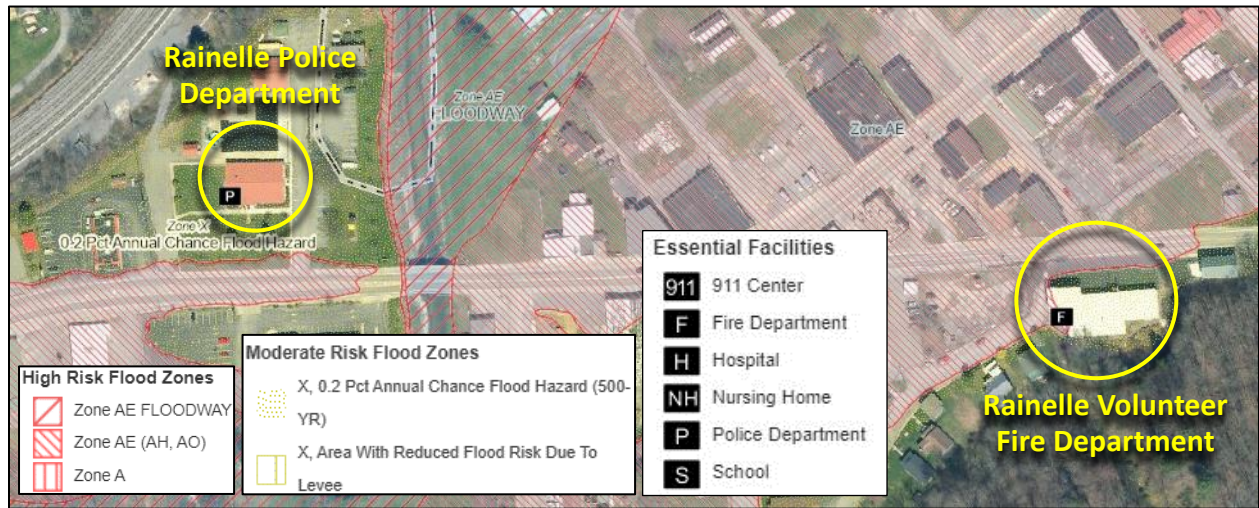 Rainelle Police
Department
P
Zone X
0.2 Pct Annual Chance Flood Hazard
Zone AE
FLOODWAY
Zone AE
High Risk Flood Zones
Zone AE FLOODWAY
Zone AE (AH, AO)
Zone A
Moderate Risk Flood Zones
X, 0.2 Pct Annual Chance Flood Hazard (500-
YR)
X, Area With Reduced Flood Risk Due To
Levee
Essential Facilities
911 911 Center
F Fire Department
H Hospital
NH Nursing Home
P Police Department
S School
F
Rainelle Volunteer
Fire Department